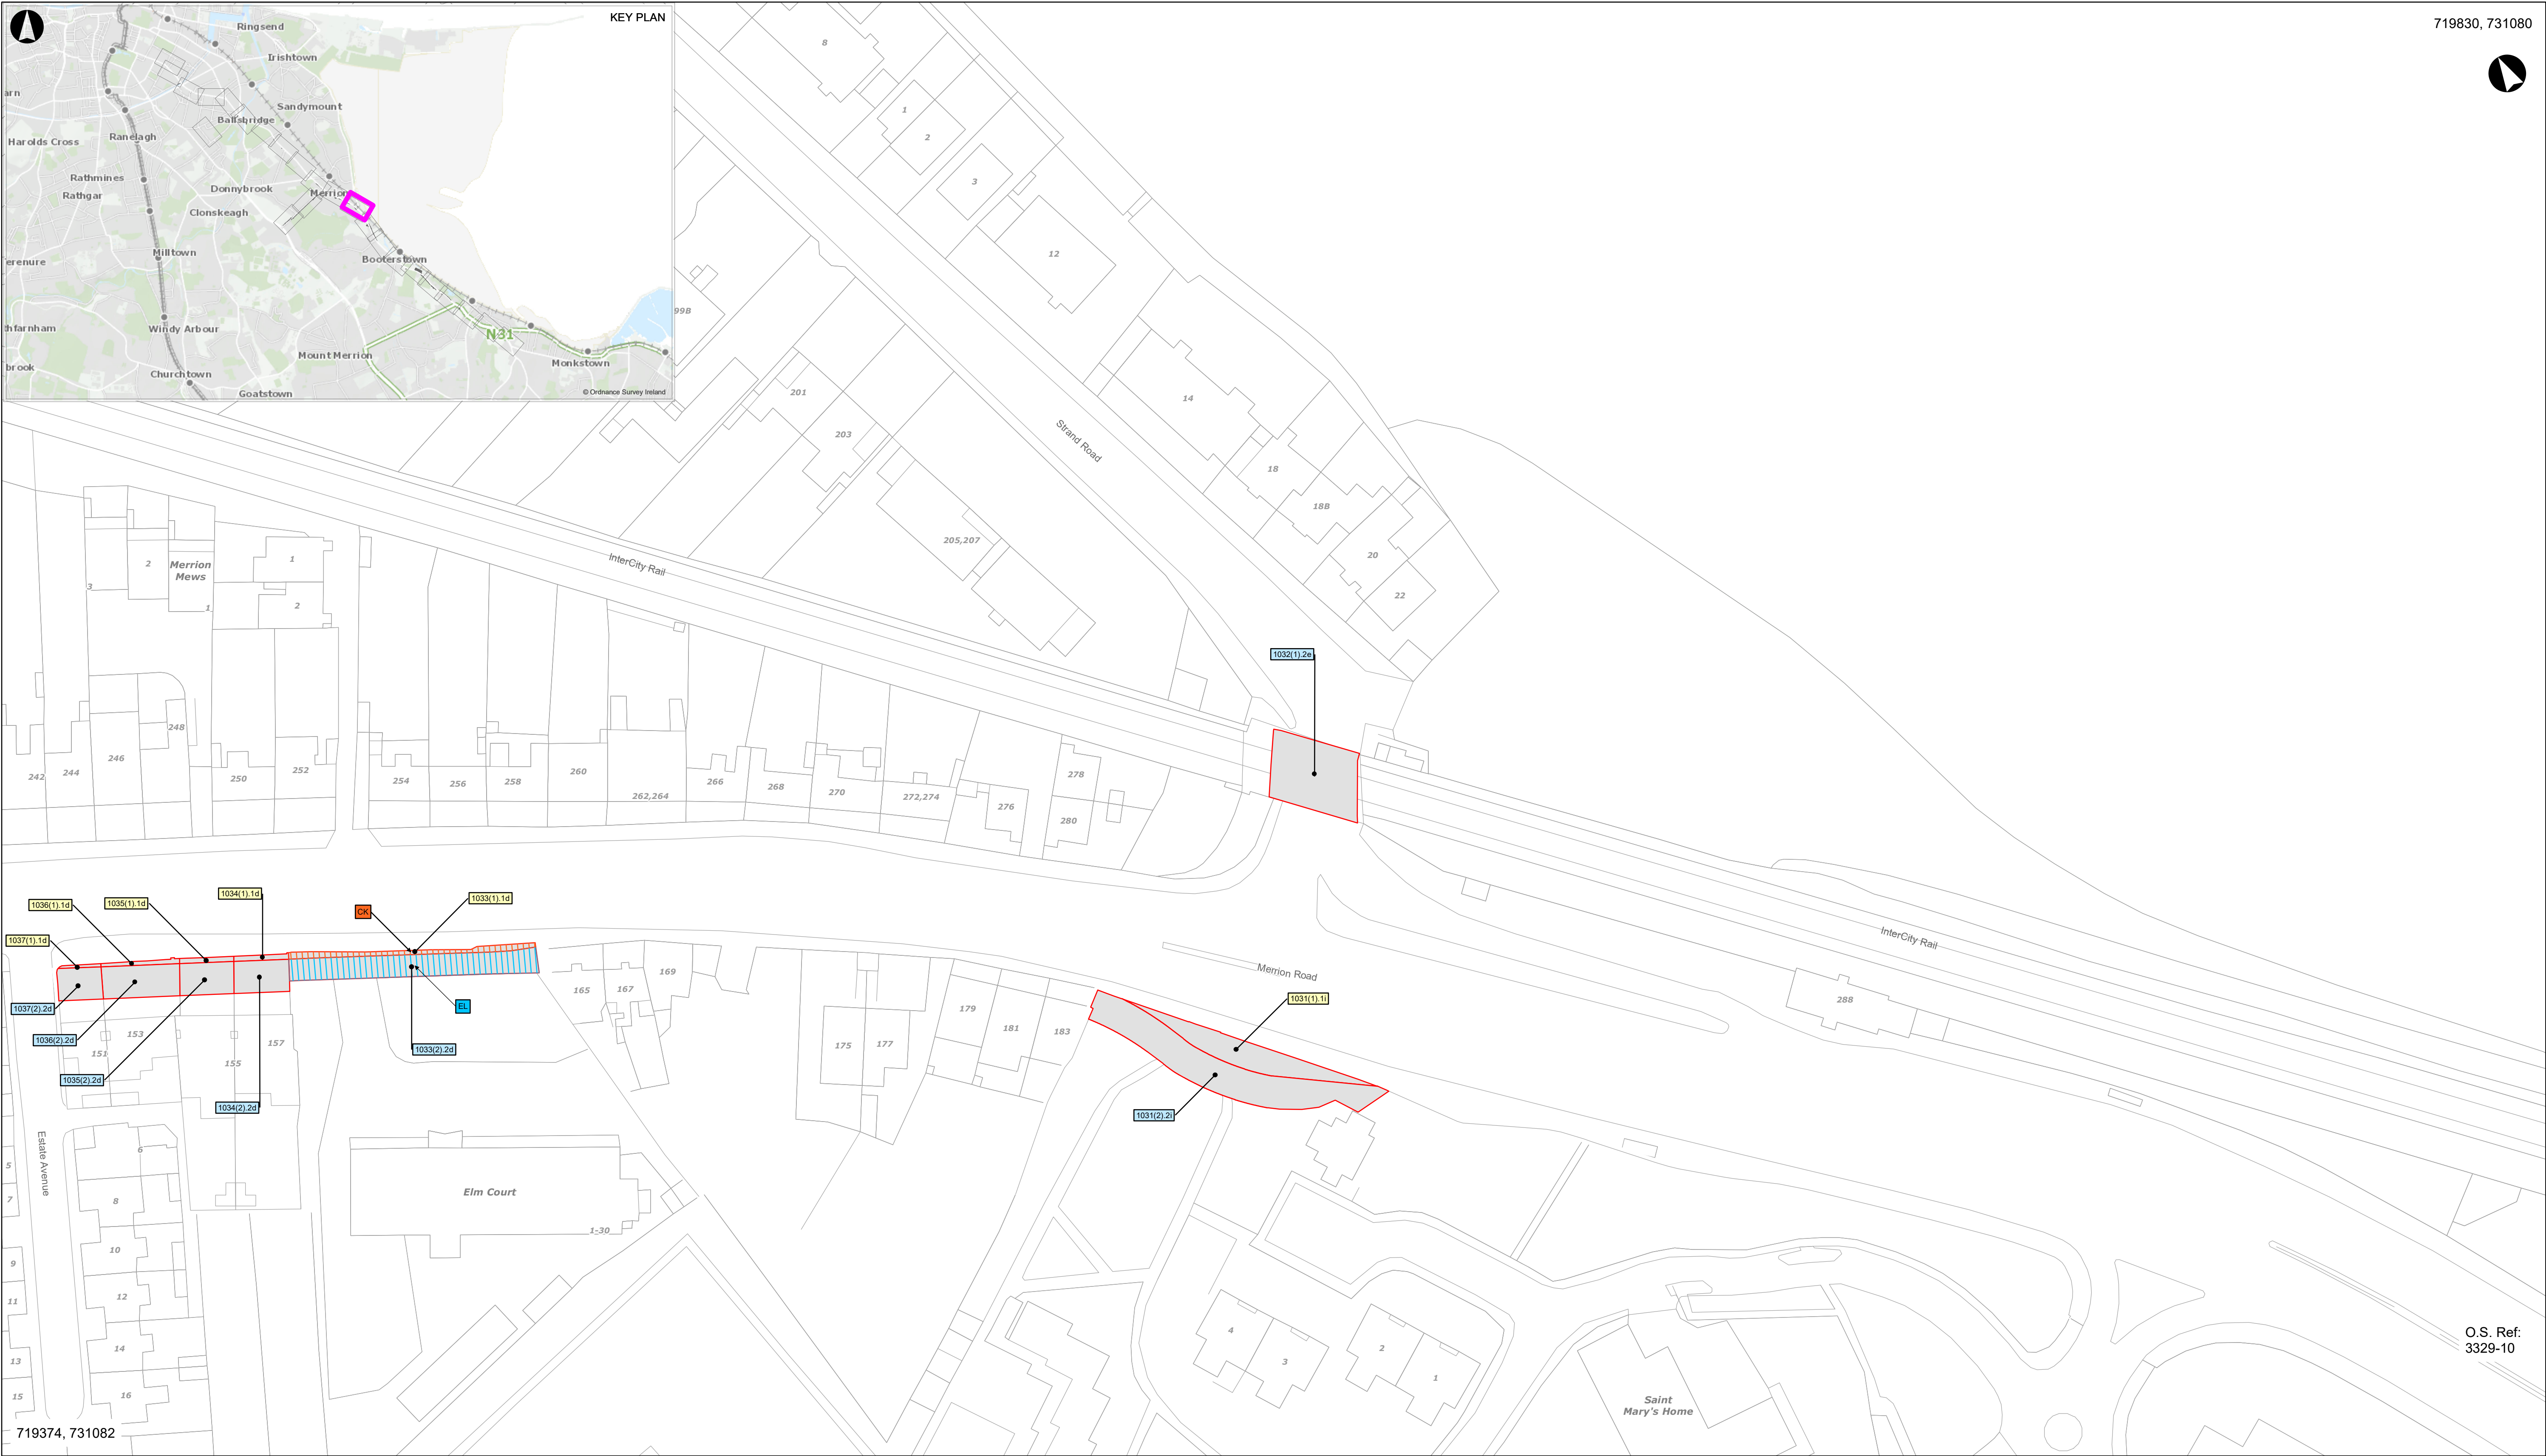 KEY PLAN
Ringsend
Irishtown
Sandymount
Ballsbridge
arn
Ranelagh
Harolds Cross
Rathmines
Rathgar
Donnybrook
Merrion
Clonskeagh
Milltown
erenure
Booterstown
thfarnham
Windy Arbour
N31
Mount Merrion
Monkstown
brook
Churchtown
Goatstown
© Ordnance Survey Ireland
719830, 731080
8
1
2
3
12
99B
14
201
203
Strand Road
18
18B
205,207
20
22
InterCity Rail
3
2
Merrion
Mews
1
1
2
1032(1).2e
242
244
246
248
250
252
254
256
258
260
262,264
266
268
270
272,274
276
278
280
1034(1).1d
1033(1).1d
1036(1).1d
1035(1).1d
CK
1037(1).1d
InterCity Rail
Merrion Road
165
167
169
288
1037(2).2d
EL
1031(1).1i
179
181
183
175
177
1036(2).2d
153
151
155
157
1033(2).2d
1035(2).2d
1034(2).2d
1031(2).2i
Estate Avenue
5
7
6
8
Elm Court
1-30
9
10
11
12
13
14
15
16
4
3
2
1
Saint
Mary's Home
O.S. Ref:
3329-10
719374, 731082